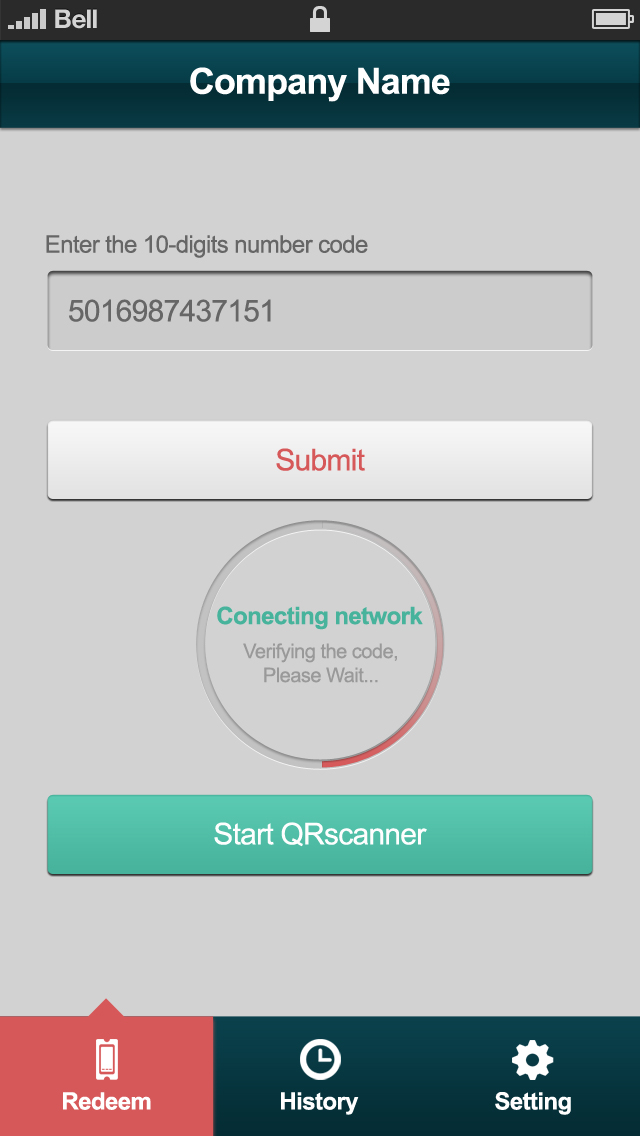 Bell
Company Name
Enter the 10-digits number code
5016987437151
Submit
Conecting network
Verifying the code,
Please Wait...
Start QRscanner
Redeem
History
Setting